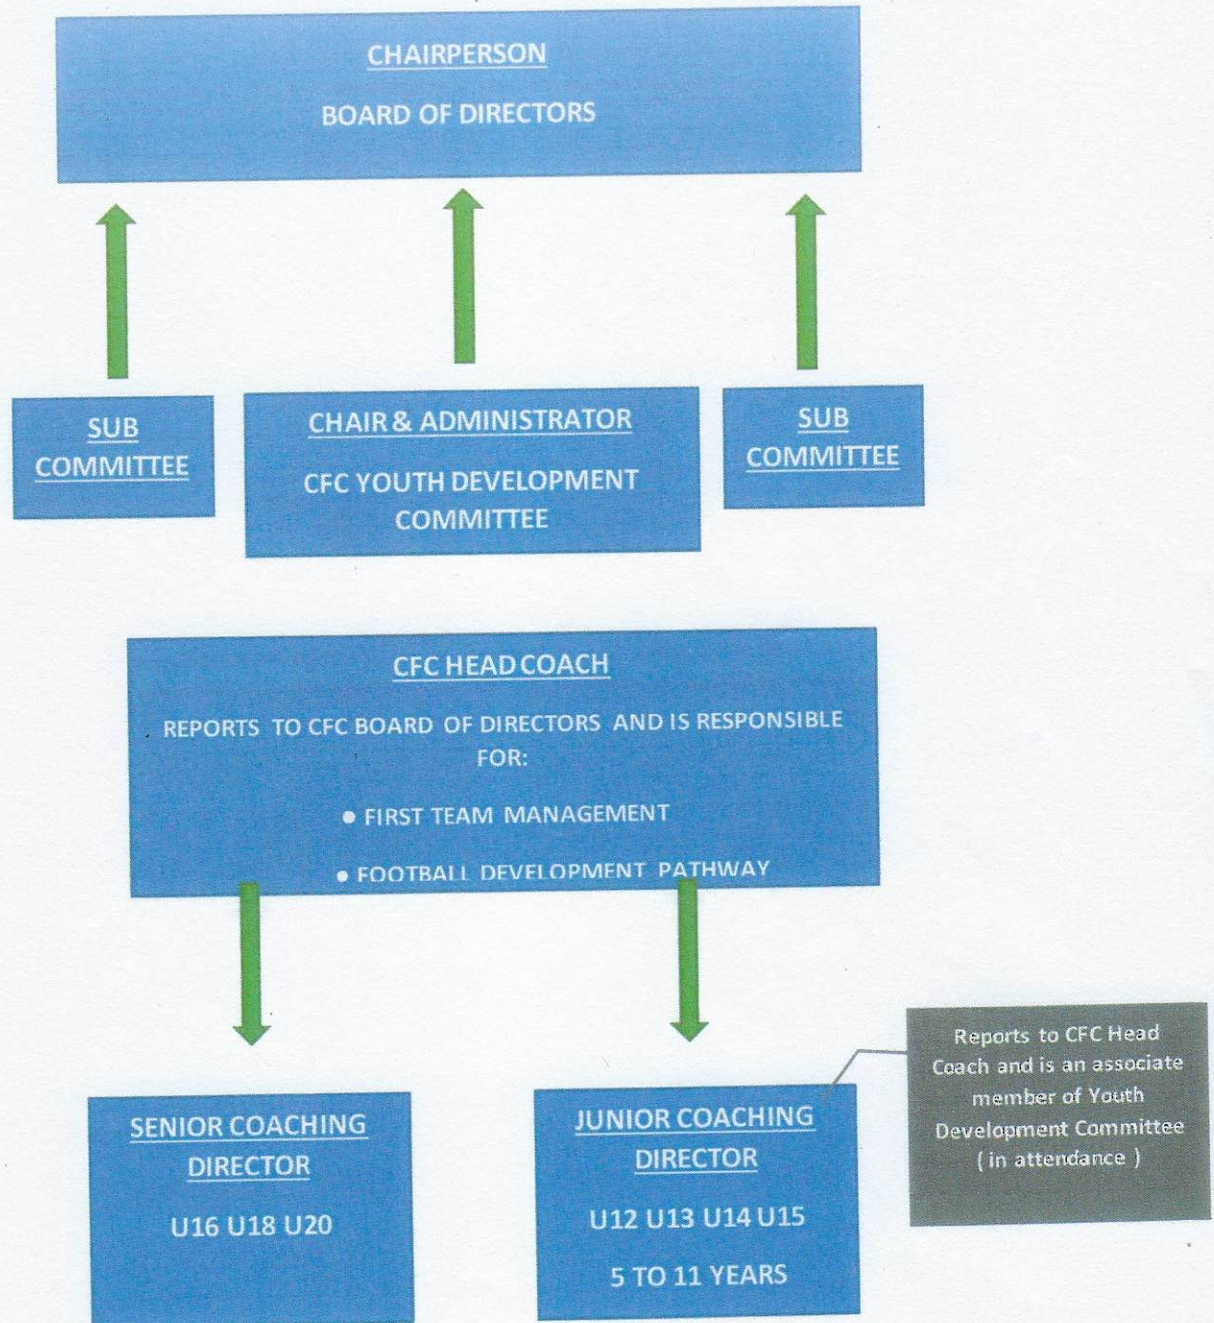 CHAIRPERSON
BOARD OF DIRECTORS
SUB
COMMITTEE
CHAIR & ADMINISTRATOR
CFC YOUTH DEVELOPMENT
COMMITTEE
SUB
COMMITTEE
CFC HEAD COACH
REPORTS TO CFC BOARD OF DIRECTORS AND IS RESPONSIBLE
FOR:
• FIRST TEAM MANAGEMENT
• FOOTBALL DEVELOPMENT PATHWAY
SENIOR COACHING
DIRECTOR
U16 U18 U20
JUNIOR COACHING
DIRECTOR
U12 U13 U14 U15
5 TO 11 YEARS
Reports to CFC Head
Coach and is an associate
member of Youth
Development Committee
( in attendance )